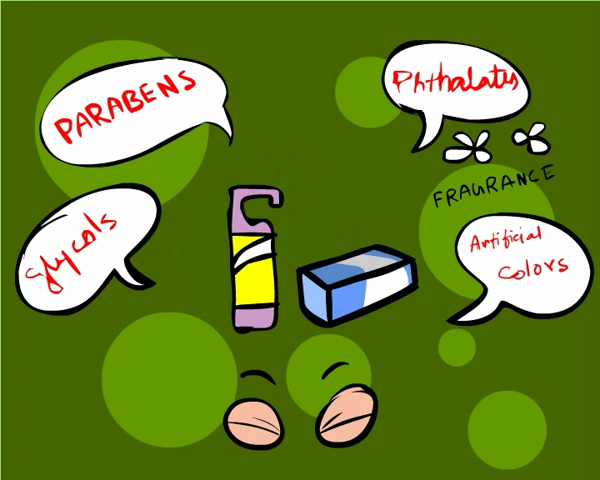 PARABENS
Phthalates
FRAGRANCE
Glycols
Artificial
Colors